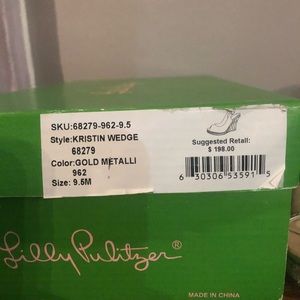 SKU:68279-962-9.5
Style:KRISTIN WEDGE
68279
Color:GOLD METALLI
962
Size: 9.5M
Suggested Retail:
$ 198.00
6 30306 53591 5
Lilly Pulitzer®
MADE IN CHINA